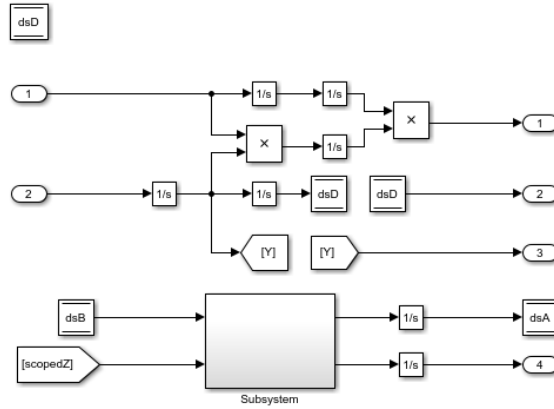 dsD
1
1/s
1/s
×
1
×
1/s
2
1/s
1/s
dsD
dsD
2
[Y]
[Y]
3
dsB
1/s
dsA
[scopedZ]
1/s
4
Subsystem